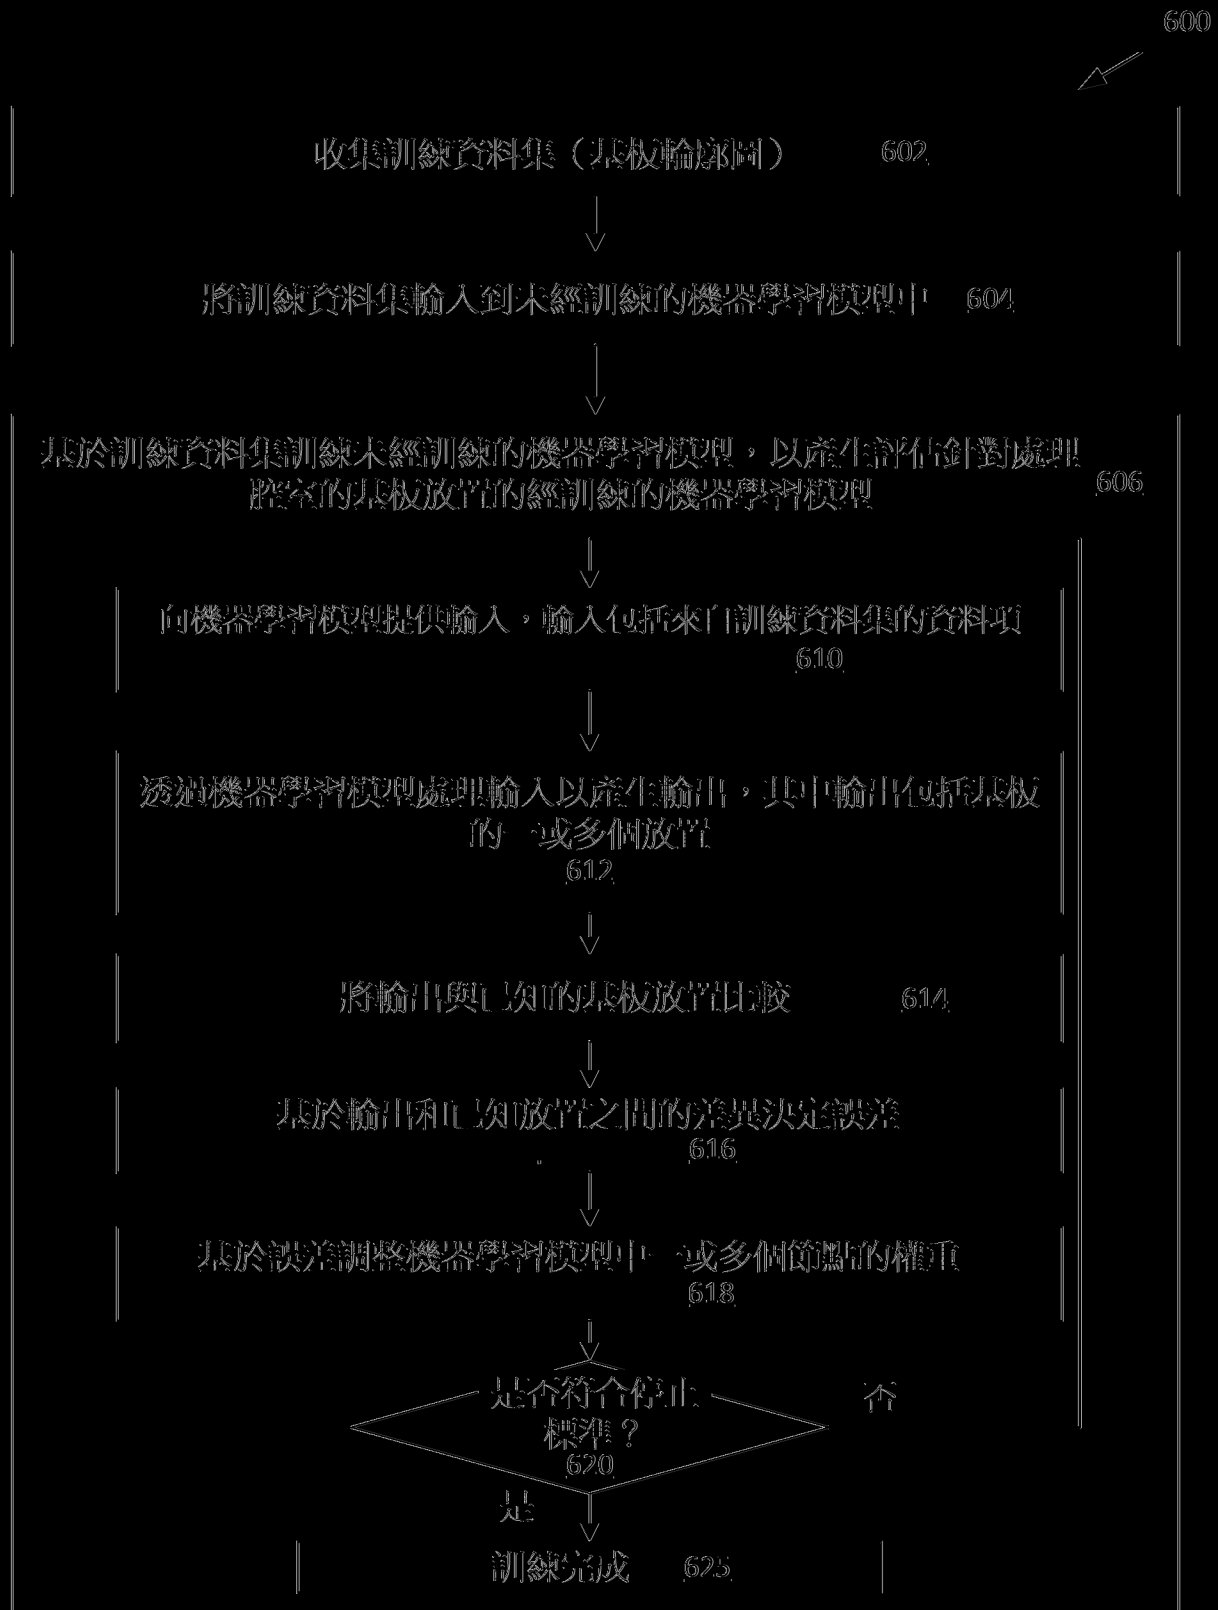 600
收集訓練資料集（基板輪廓圖） 602
將訓練資料集輸入到未經訓練的機器學習模型中 604
基於訓練資料集訓練未經訓練的機器學習模型，以產生評估針對處理
腔室的基板放置的經訓練的機器學習模型
606
向機器學習模型提供輸入，輸入包括來自訓練資料集的資料項
610
透過機器學習模型處理輸入以產生輸出，其中輸出包括基板
的一或多個放置
612
將輸出與已知的基板放置比較 614
基於輸出和已知放置之間的差異決定誤差
616
基於誤差調整機器學習模型中一或多個節點的權重
618
是否符合停止
標準？
620
否
是
訓練完成 625